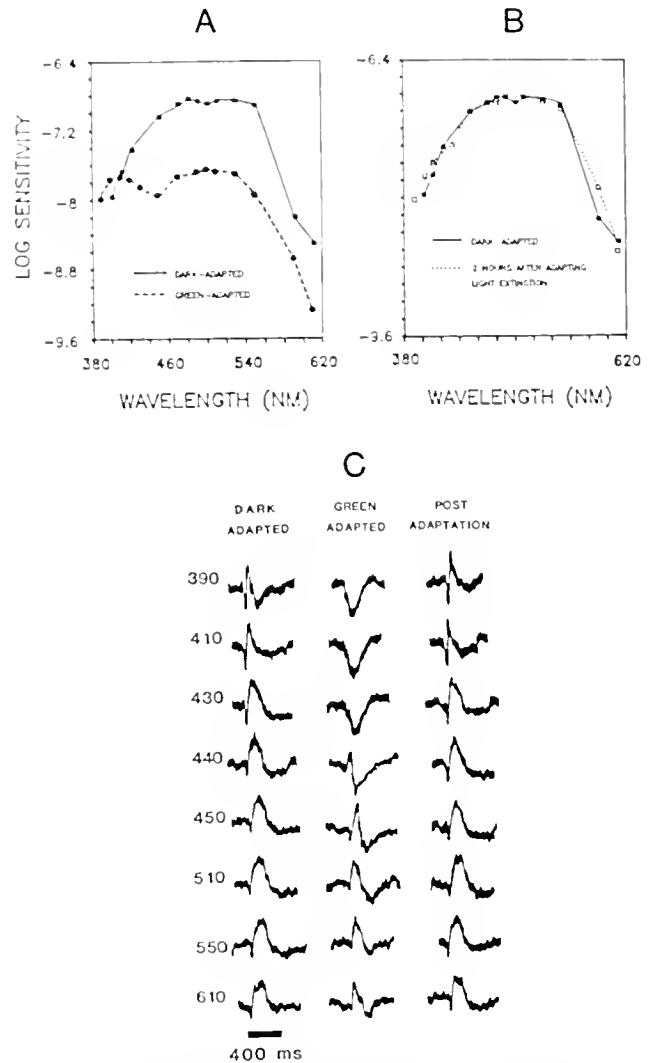 A
B
-6.4
-7.2
-8
-8.8
-9.6
LOG SENSITIVITY
DARK-ADAPTED
GREEN-ADAPTED
380 460 540 620
WAVELENGTH (NM)
-6.4
-9.6
DARK-ADAPTED
2 HOURS AFTER ADAPTING
LIGHT EXTINCTION
380 620
WAVELENGTH (NM)
C
DARK
ADAPTED
GREEN
ADAPTED
POST
ADAPTATION
390
410
430
440
450
510
550
610
400 ms